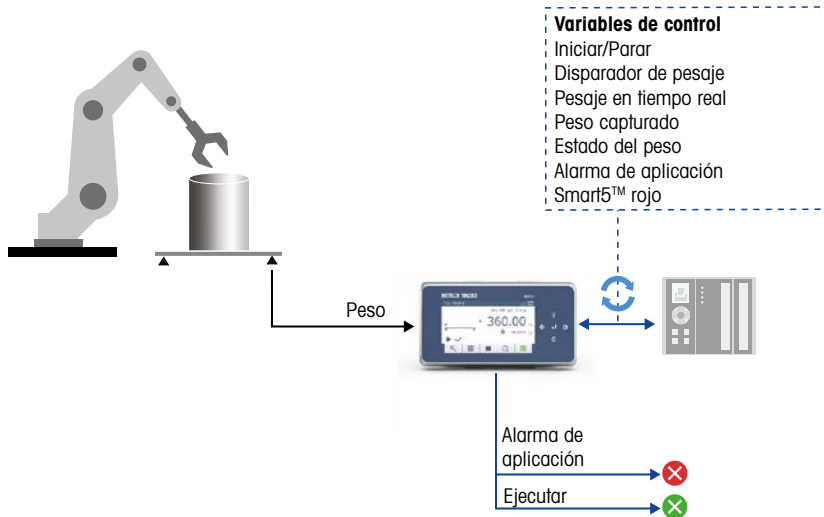 Variables de control
Iniciar/Parar
Disparador de pesaje
Pesaje en tiempo real
Peso capturado
Estado del peso
Alarma de aplicación
Smart5™ rojo
Peso
METTLER TOLEDO
360.00
Alarma de
aplicación
Ejecutar